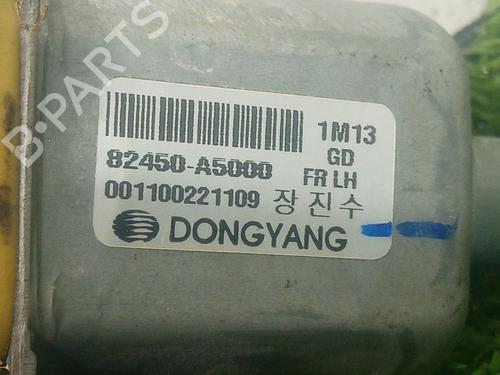 B-PARTS
1M13
82450-A5000 GD
FR LH
001100221109 장진수
DONGYANG